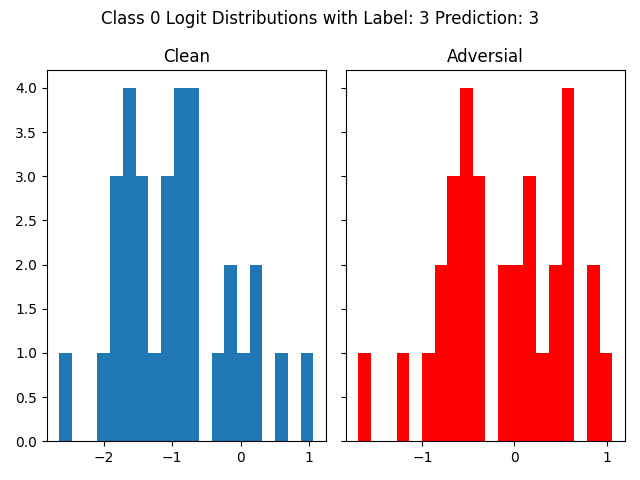 Class 0 Logit Distributions with Label: 3 Prediction: 3
Clean
Adversial
4.0
3.5
3.0
2.5
2.0
1.5
1.0
0.5
0.0
−2 −1 0 1
−1 0 1